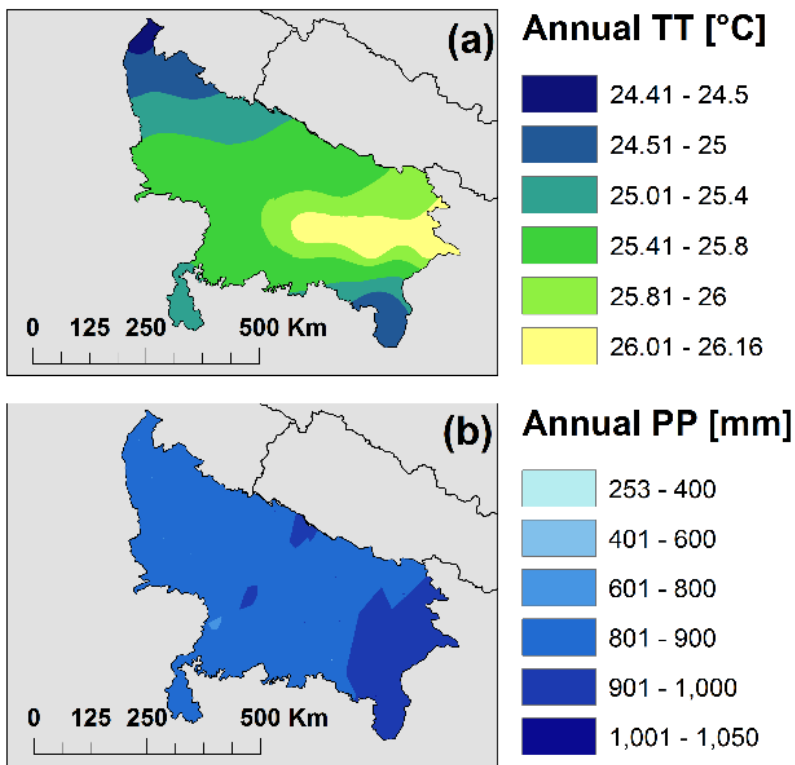 (a)
Annual TT [°C]
24.41 - 24.5
24.51 - 25
25.01 - 25.4
25.41 - 25.8
25.81 - 26
26.01 - 26.16
0 125 250 500 Km
(b)
Annual PP [mm]
253 - 400
401 - 600
601 - 800
801 - 900
901 - 1,000
1,001 - 1,050
0 125 250 500 Km